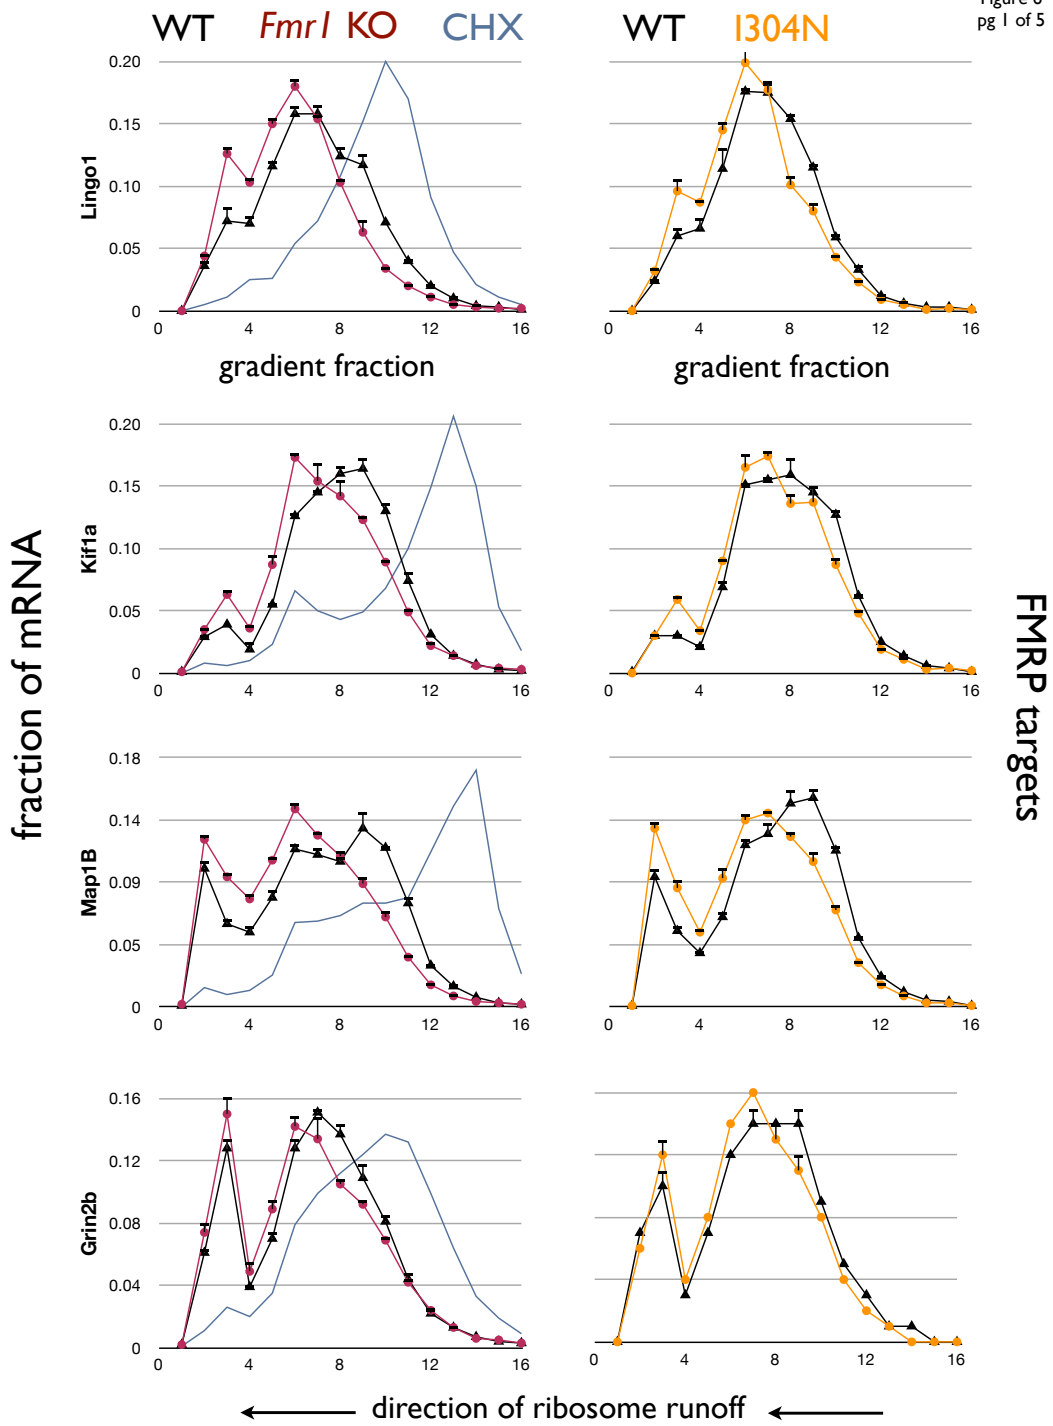 Figure 6
pg 1 of 5
WT Fmr1 KO CHX WT I304N
0.20
0.15
0.10
0.05
0
Lingo1
0 4 8 12 16 0 4 8 12 16
gradient fraction gradient fraction
0.20
0.15
0.10
0.05
0
Kif1a
0 4 8 12 16 0 4 8 12 16
fraction of mRNA
FMRP targets
0.18
0.14
0.09
0.05
0
Map1B
0 4 8 12 16 0 4 8 12 16
0.16
0.12
0.08
0.04
0
Grin2b
0 4 8 12 16 0 4 8 12 16
direction of ribosome runoff